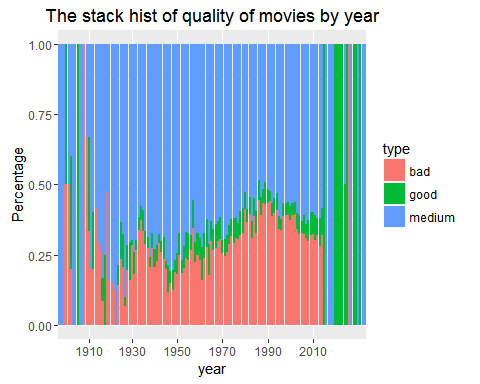 The stack hist of quality of movies by year
1.00
0.75
0.50
0.25
0.00
Percentage
1910 1930 1950 1970 1990 2010
year
type
bad
good
medium